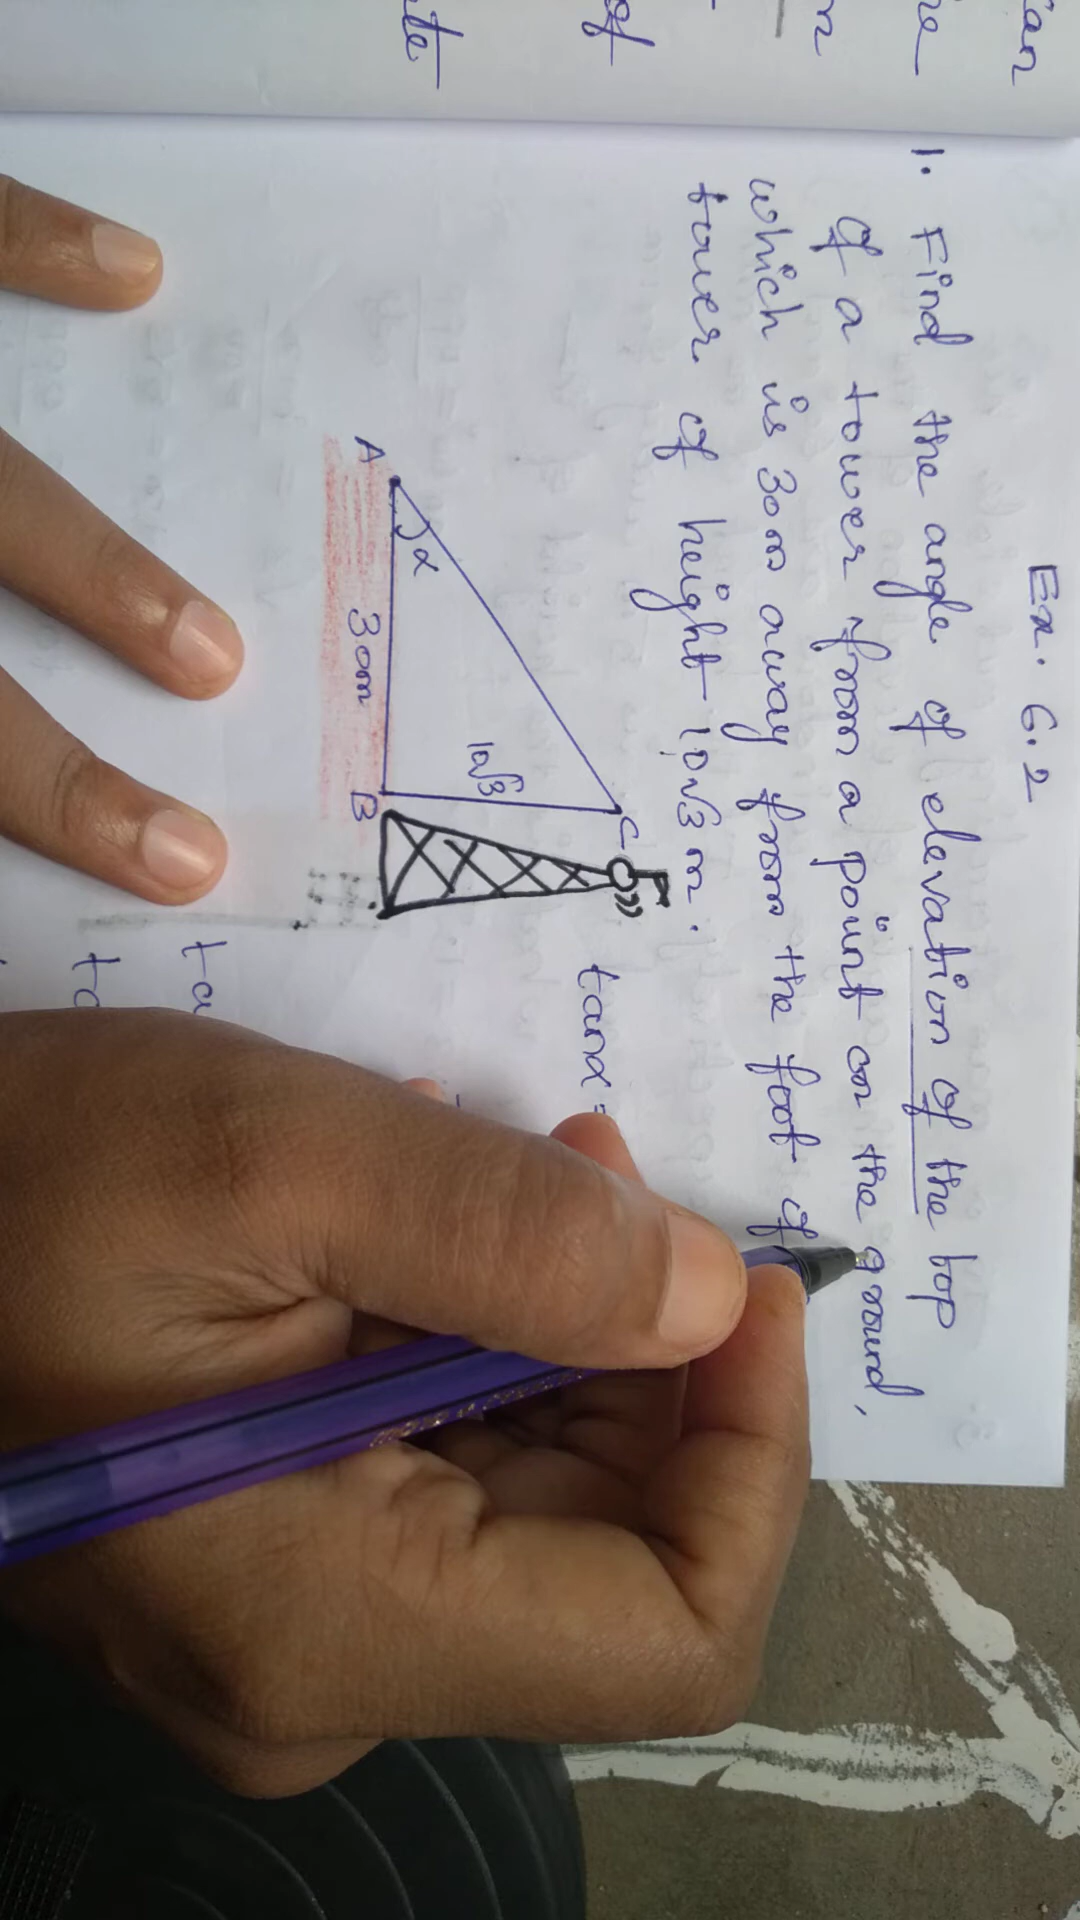 Ex. 6.2
1. Find the angle of elevation of the top
of a tower from a point on the ground,
which is 30m away from the foot of
tower of height 10√3 m.
C
tanα =
α
10√3
A
B
30m